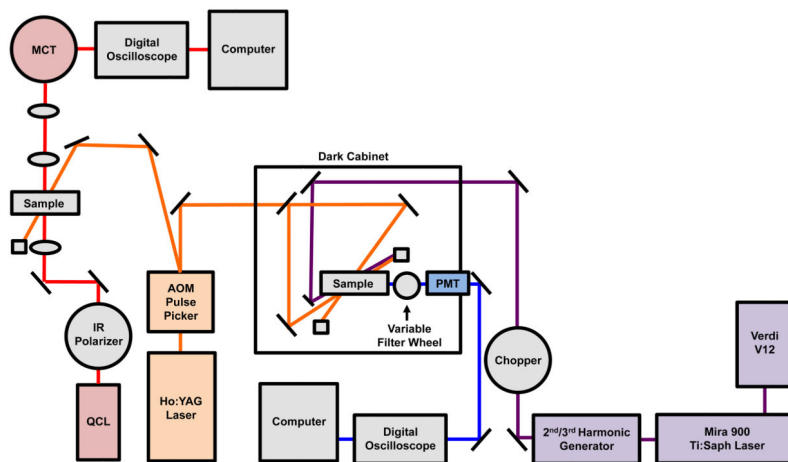 MCT
Digital
Oscilloscope
Computer
Dark Cabinet
Sample
Sample
PMT
AOM
Pulse
Picker
IR
Polarizer
Variable
Filter Wheel
Verdi
V12
Chopper
QCL
Ho:YAG
Laser
Computer
Digital
Oscilloscope
2nd/3rd Harmonic
Generator
Mira 900
Ti:Saph Laser